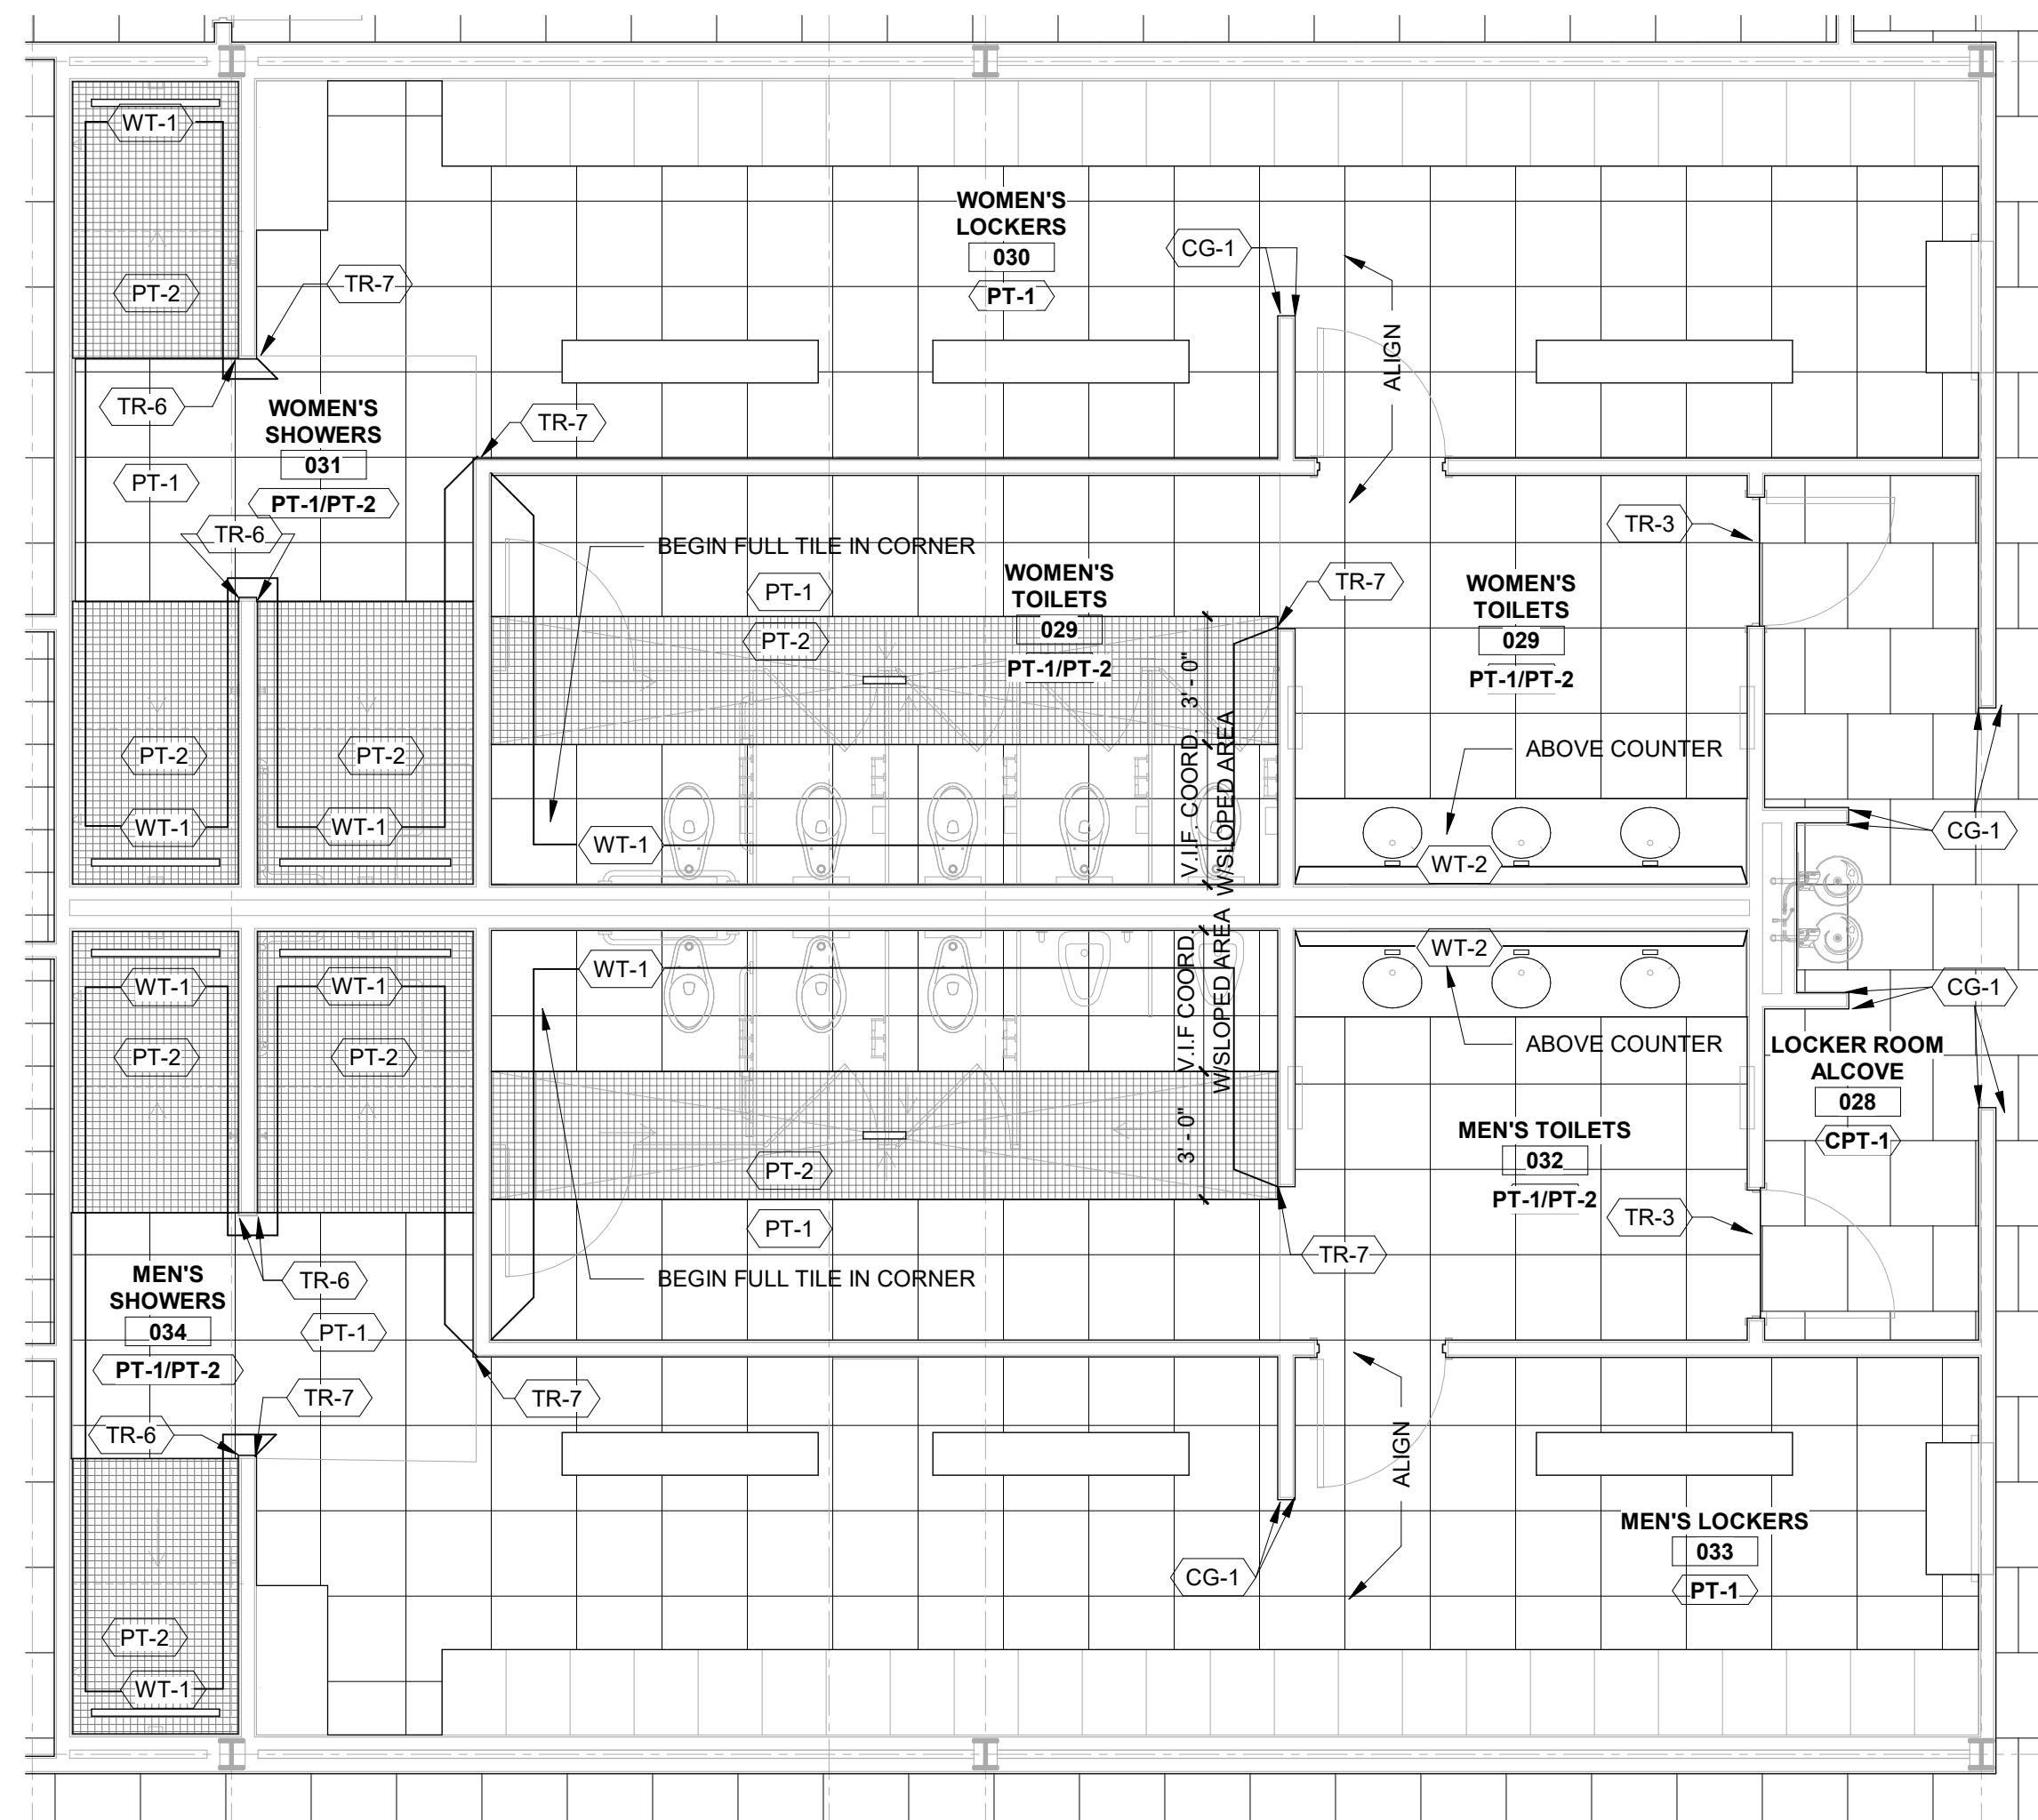 WT-1
WOMEN'S
LOCKERS
030
PT-1
CG-1
PT-2
TR-7
ALIGN
TR-6
WOMEN'S
SHOWERS
031
PT-1/PT-2
TR-7
PT-1
TR-6
TR-3
BEGIN FULL TILE IN CORNER
PT-1
WOMEN'S
TOILETS
029
PT-1/PT-2
TR-7
WOMEN'S
TOILETS
029
PT-1/PT-2
PT-2
3' - 0"
PT-2
PT-2
ABOVE COUNTER
V.I.F. COORD.
W/SLOPED AREA
WT-1
WT-1
WT-1
WT-2
CG-1
WT-1
WT-1
WT-1
WT-2
CG-1
V.I.F COORD.
W/SLOPED AREA
PT-2
PT-2
ABOVE COUNTER
LOCKER ROOM
ALCOVE
028
CPT-1
3' - 0"
PT-2
MEN'S TOILETS
032
PT-1/PT-2
PT-1
TR-3
TR-7
MEN'S
SHOWERS
034
PT-1/PT-2
TR-6
BEGIN FULL TILE IN CORNER
PT-1
TR-7
TR-7
TR-6
ALIGN
MEN'S LOCKERS
033
PT-1
CG-1
PT-2
WT-1